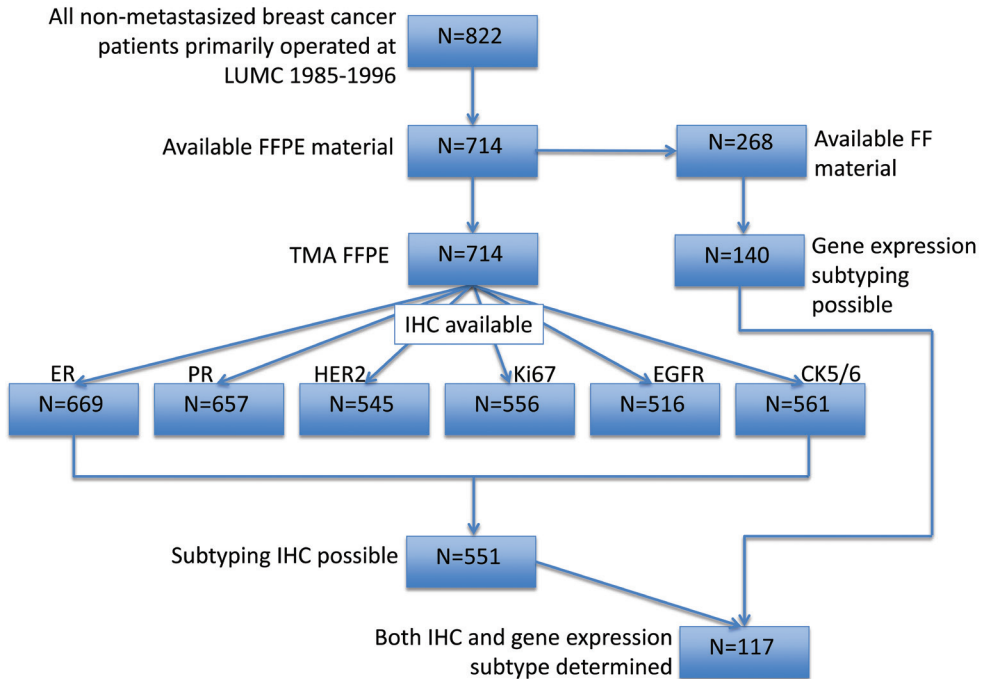 All non-metastasized breast cancer
patients primarily operated at
LUMC 1985-1996
N=822
Available FFPE material
N=714
N=268
Available FF
material
TMA FFPE
N=714
N=140
Gene expression
subtyping
possible
IHC available
ER
PR
HER2
Ki67
EGFR
CK5/6
N=669
N=657
N=545
N=556
N=516
N=561
Subtyping IHC possible
N=551
Both IHC and gene expression
subtype determined
N=117